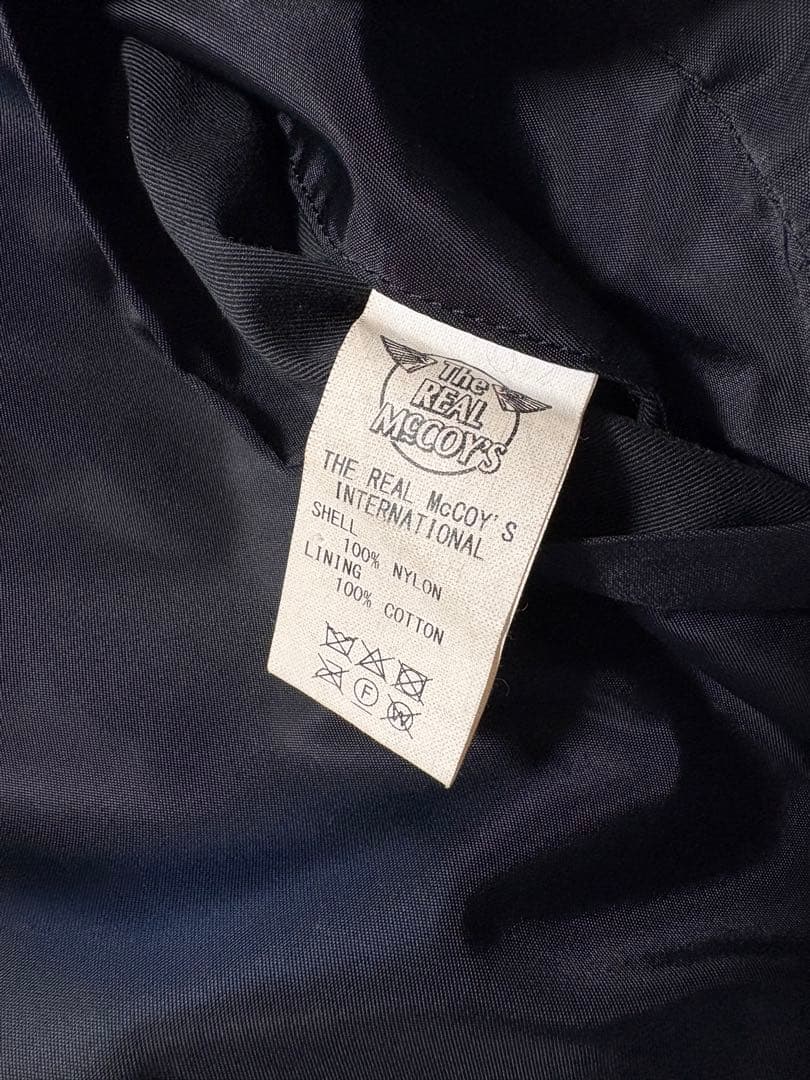 The
REAL
McCOY'S
THE REAL McCOY'S
INTERNATIONAL
SHELL
100% NYLON
LINING
100% COTTON
F
W